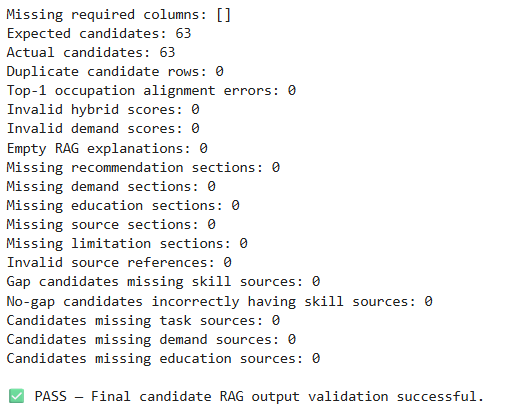 Missing required columns: []
Expected candidates: 63
Actual candidates: 63
Duplicate candidate rows: 0
Top-1 occupation alignment errors: 0
Invalid hybrid scores: 0
Invalid demand scores: 0
Empty RAG explanations: 0
Missing recommendation sections: 0
Missing demand sections: 0
Missing education sections: 0
Missing source sections: 0
Missing limitation sections: 0
Invalid source references: 0
Gap candidates missing skill sources: 0
No-gap candidates incorrectly having skill sources: 0
Candidates missing task sources: 0
Candidates missing demand sources: 0
Candidates missing education sources: 0
✅ PASS — Final candidate RAG output validation successful.